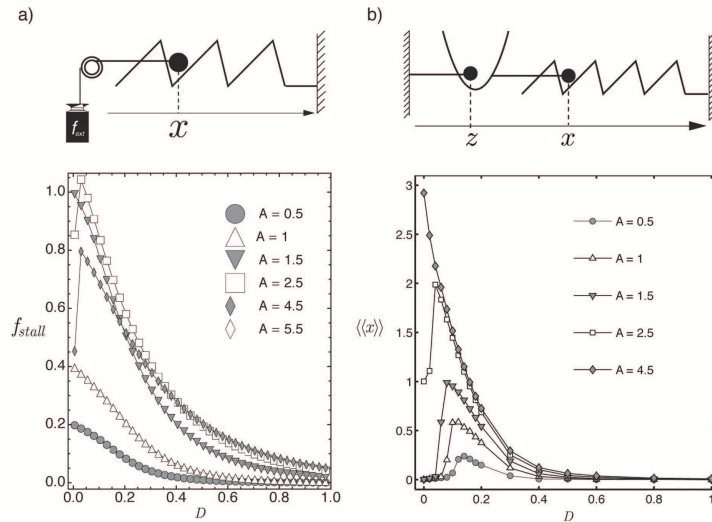 a)
b)
f_ext
x
z
x
1.0
0.8
0.6
0.4
0.2
0.0
f_stall
A = 0.5
A = 1
A = 1.5
A = 2.5
A = 4.5
A = 5.5
0.0 0.2 0.4 0.6 0.8 1.0
D
3
2.5
2
1.5
1
0.5
0
⟨⟨x⟩⟩
A = 0.5
A = 1
A = 1.5
A = 2.5
A = 4.5
0 0.2 0.4 0.6 0.8 1
D